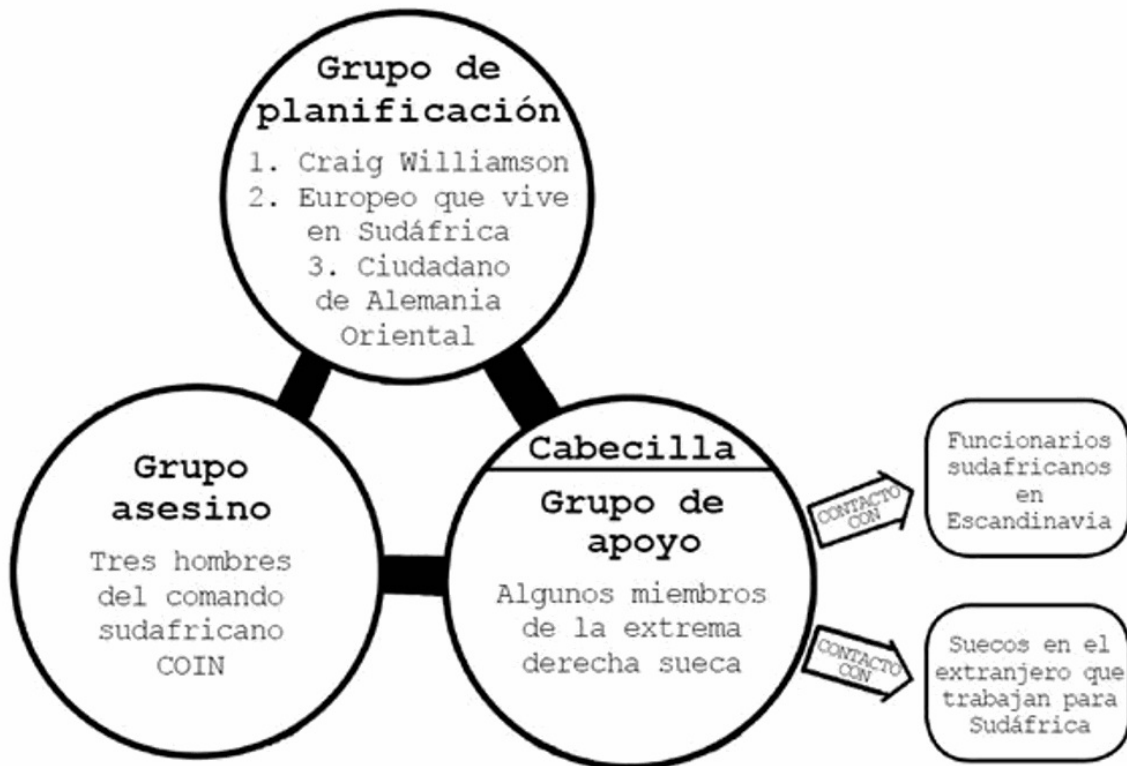 Grupo de
planificación
1. Craig Williamson
2. Europeo que vive
en Sudáfrica
3. Ciudadano
de Alemania
Oriental
Grupo
asesino
Tres hombres
del comando
sudafricano
COIN
Cabecilla
Grupo de
apoyo
Algunos miembros
de la extrema
derecha sueca
CONTACTO
CON
Funcionarios
sudafricanos
en
Escandinavia
CONTACTO
CON
Suecos en el
extranjero que
trabajan para
Sudáfrica